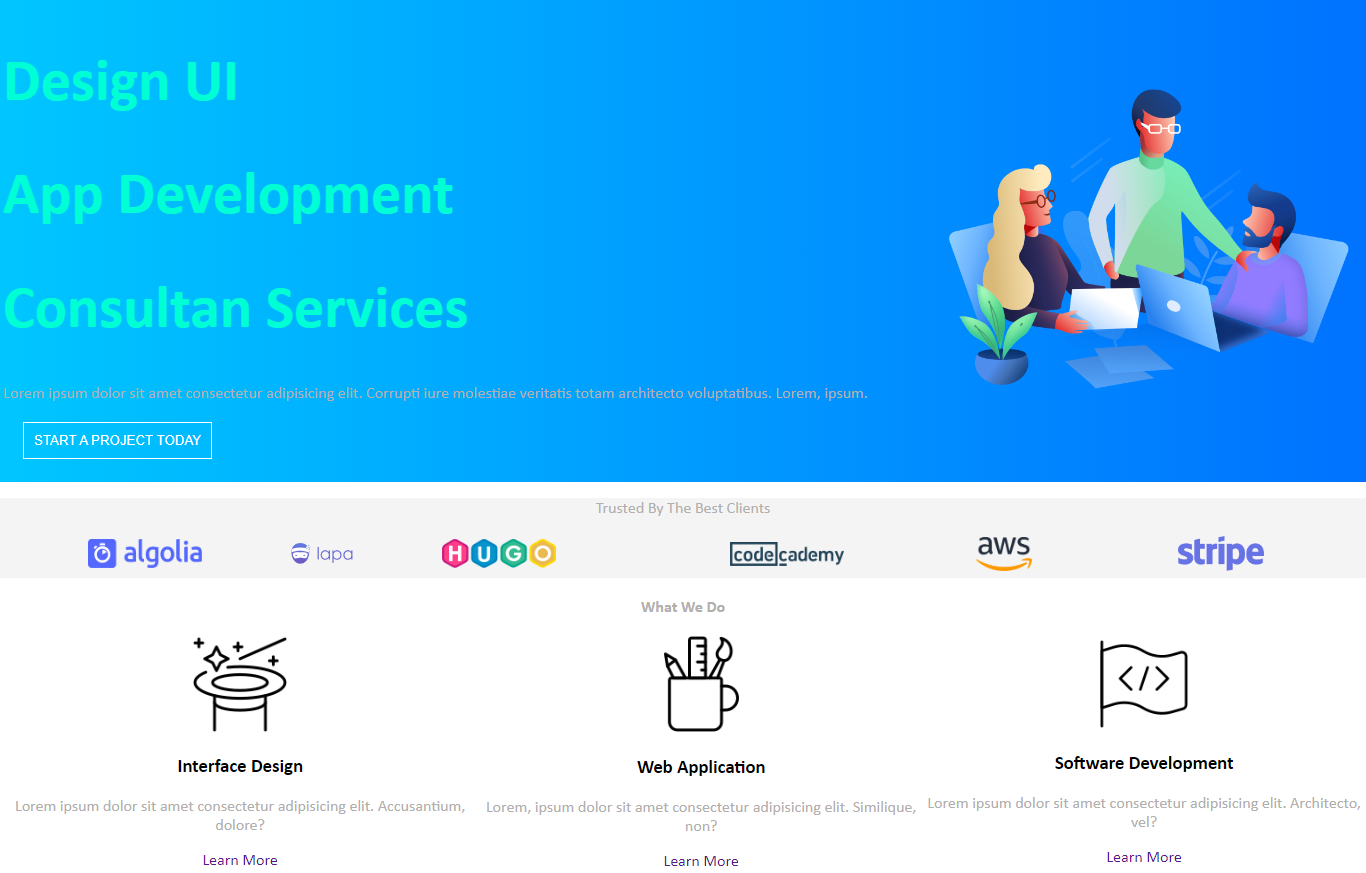 Design UI
App Development
Consultan Services
Lorem ipsum dolor sit amet consectetur adipisicing elit. Corrupti iure molestiae veritatis totam architecto voluptatibus. Lorem, ipsum.
START A PROJECT TODAY
Trusted By The Best Clients
algolia lapa HUGO codecademy aws stripe
What We Do
</>
Interface Design
Lorem ipsum dolor sit amet consectetur adipisicing elit. Accusantium,
dolore?
Learn More
Web Application
Lorem, ipsum dolor sit amet consectetur adipisicing elit. Similique,
non?
Learn More
Software Development
Lorem ipsum dolor sit amet consectetur adipisicing elit. Architecto,
vel?
Learn More